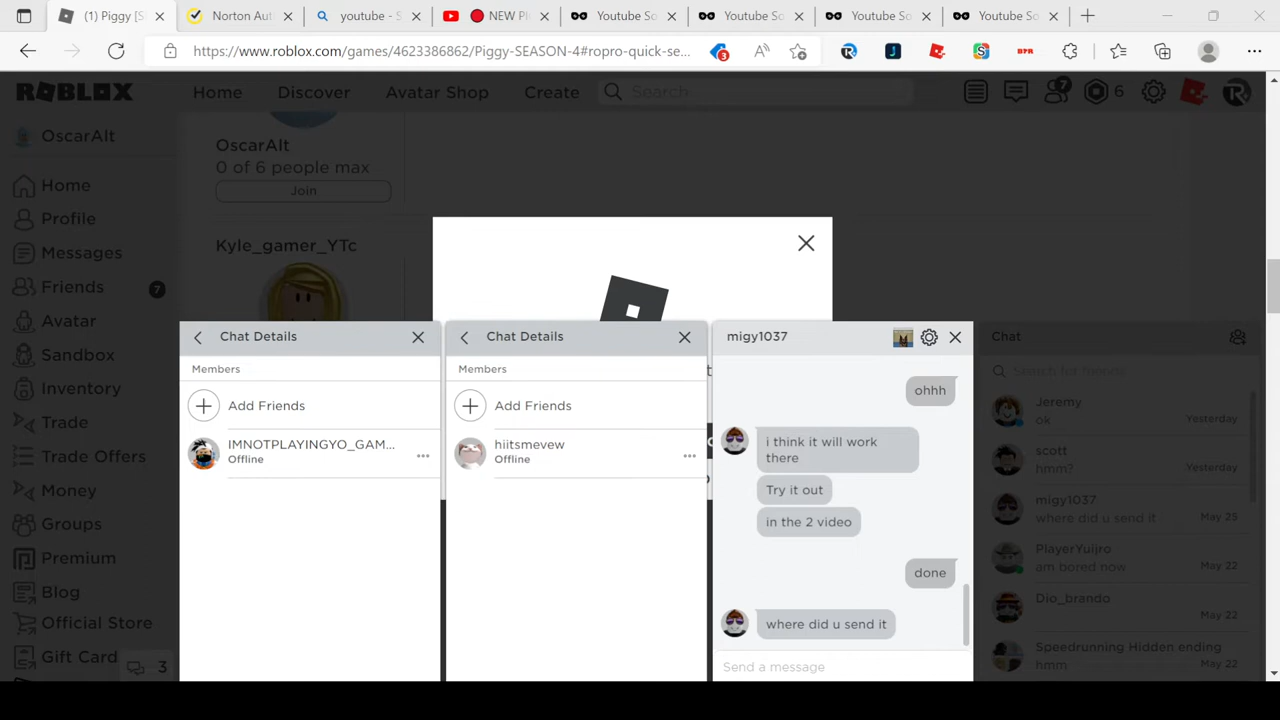 (1) Piggy [S
Norton Aut
youtube - S
NEW Pl
Youtube So
Youtube So
Youtube So
Youtube So
https://www.roblox.com/games/4623386862/Piggy-SEASON-4#ropro-quick-se...
3
ROBLOX
Home
Discover
Avatar Shop
Create
Search
7
6
OscarAlt
Home
Profile
Messages
Friends
7
Avatar
Sandbox
Inventory
Trade
Trade Offers
Money
Groups
Premium
Blog
Official Store
Gift Card
3
OscarAlt
0 of 6 people max
Join
Kyle_gamer_YTc
Chat Details
Members
Add Friends
IMNOTPLAYINGYO_GAM...
Offline
Chat Details
Members
Add Friends
hiitsmevew
Offline
migy1037
ohhh
i think it will work
there
Try it out
in the 2 video
done
where did u send it
Send a message
Chat
Search for friends
Jeremy
ok
Yesterday
scott
hmm?
Yesterday
migy1037
where did u send it
May 25
PlayerYuijro
am bored now
May 22
Dio_brando
May 22
Speedrunning Hidden ending
hmm
May 22